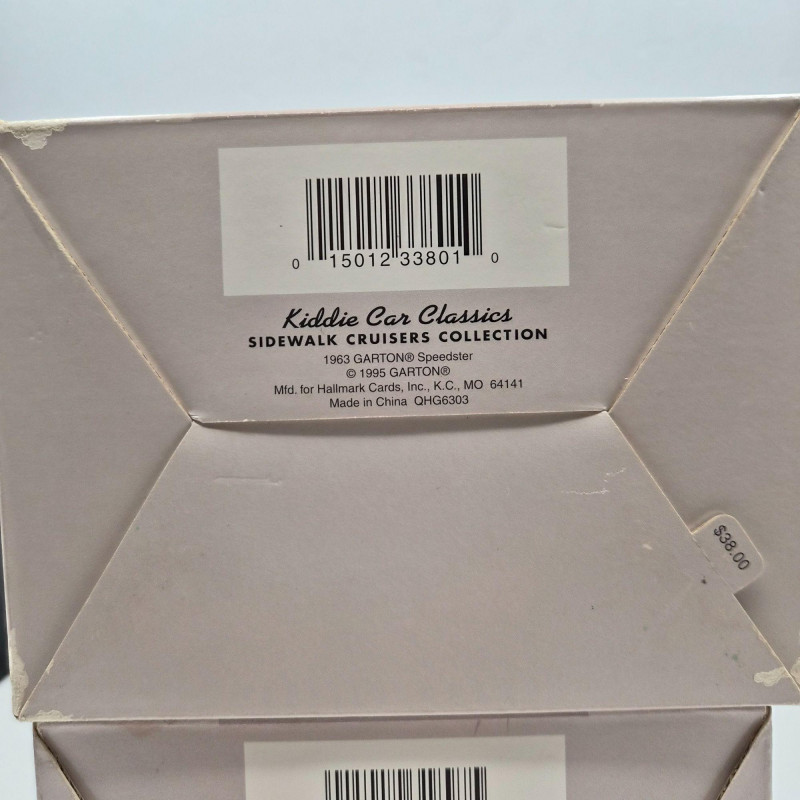 0 15012 33801 0
Kiddie Car Classics
SIDEWALK CRUISERS COLLECTION
1963 GARTON® Speedster
© 1995 GARTON®
Mfd. for Hallmark Cards, Inc., K.C., MO 64141
Made in China QHG6303
$38.00